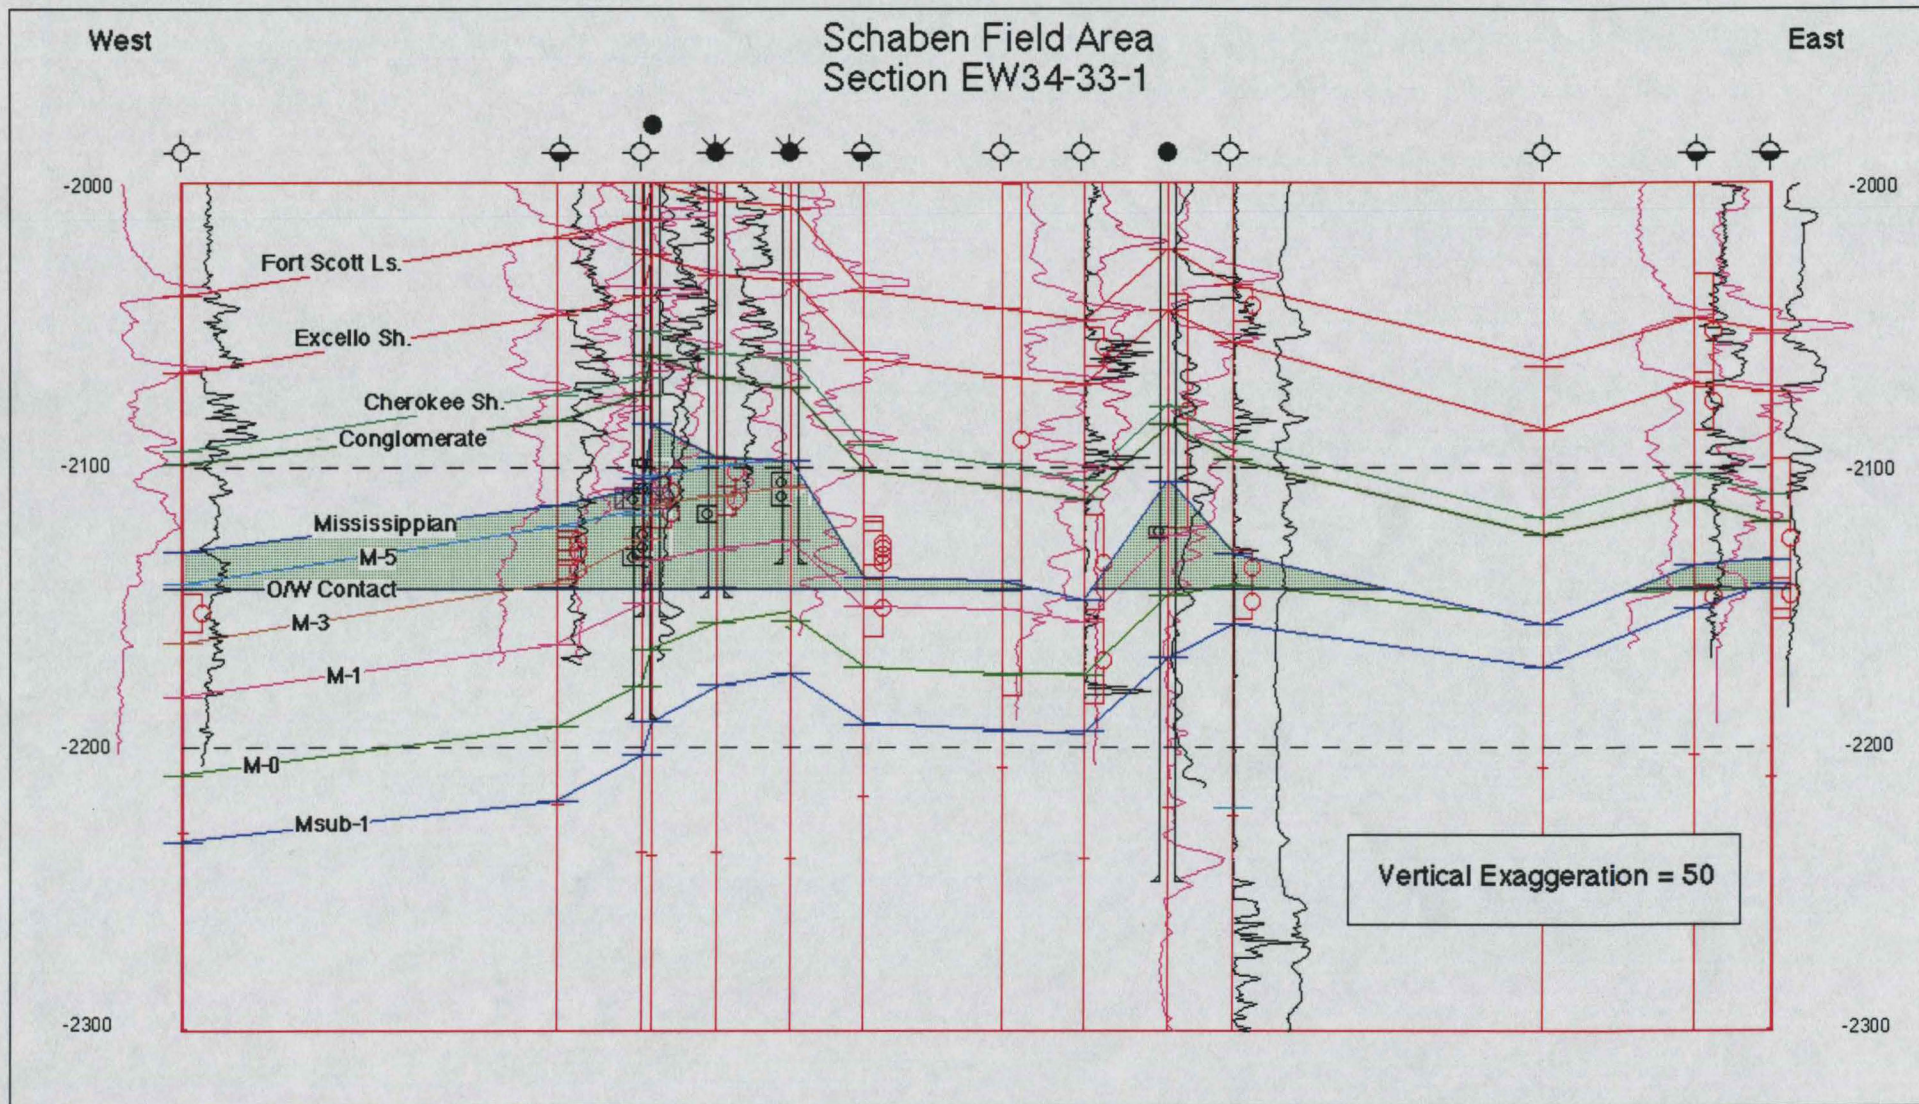 West
Schaben Field Area
East
Section EW34-33-1
-2000
-2000
Fort Scott Ls.
Excello Sh.
Cherokee Sh.
Conglomerate
-2100
-2100
Mississippian
M-5
O/W Contact
M-3
M-1
-2200
-2200
M-0
Msub-1
Vertical Exaggeration = 50
-2300
-2300